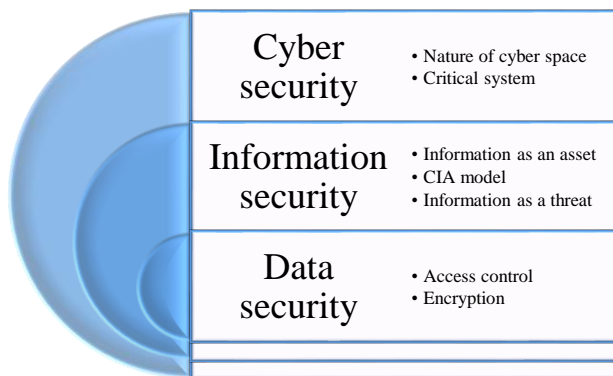 Cyber
security
• Nature of cyber space
• Critical system
Information
security
• Information as an asset
• CIA model
• Information as a threat
Data
security
• Access control
• Encryption